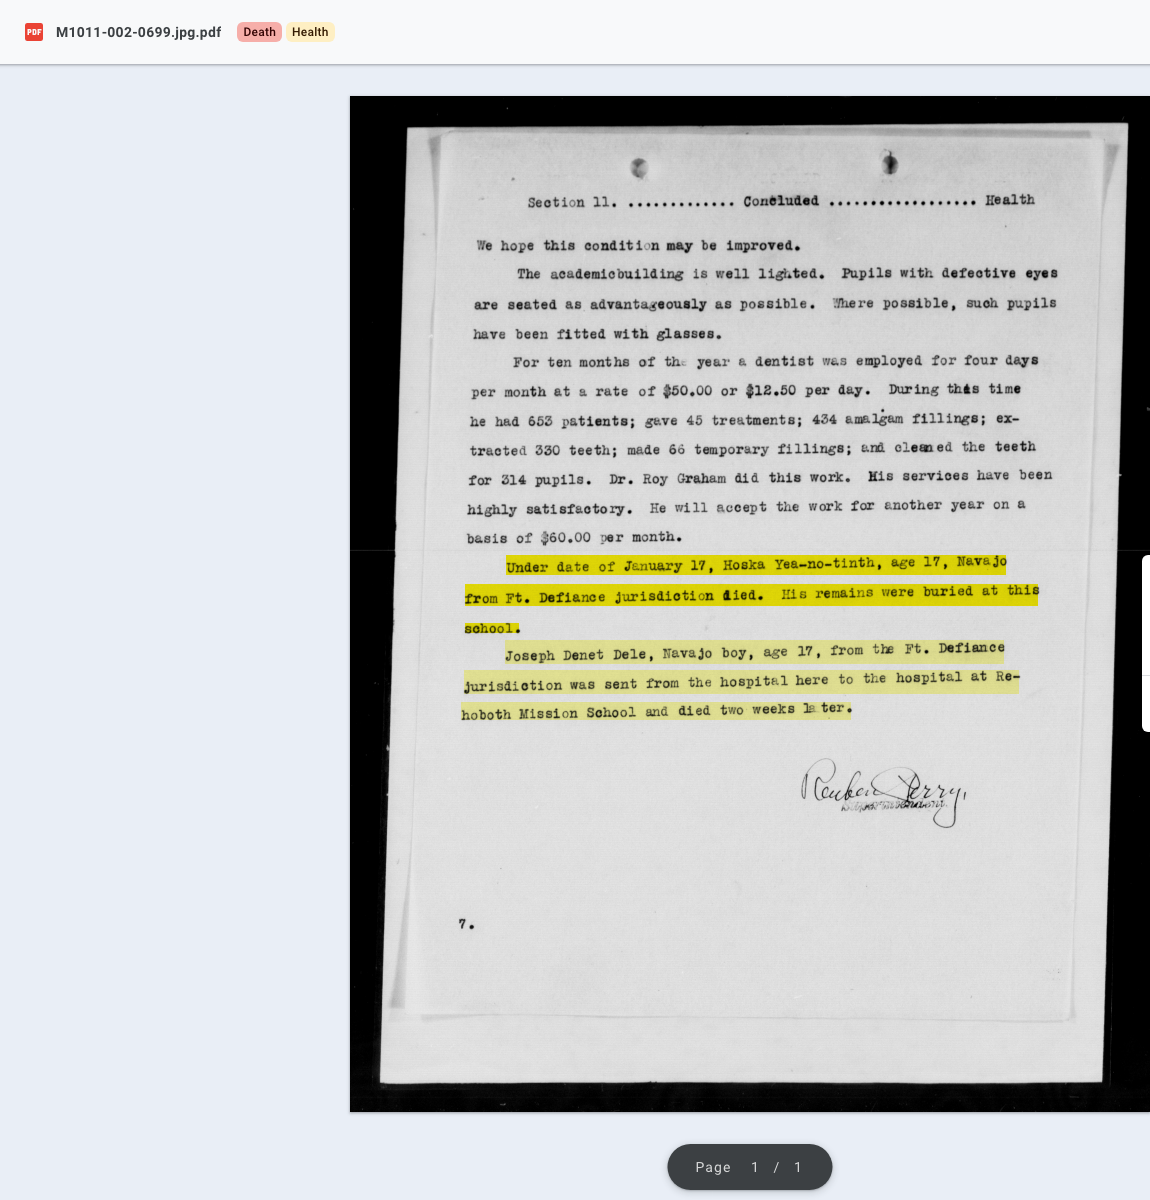 PDF M1011-002-0699.jpg.pdf Death Health
Section 11. ............. Concluded .................. Health
We hope this condition may be improved.
The academicbuilding is well lighted. Pupils with defective eyes
are seated as advantageously as possible. Where possible, such pupils
have been fitted with glasses.
For ten months of the year a dentist was employed for four days
per month at a rate of $50.00 or $12.50 per day. During this time
he had 653 patients; gave 45 treatments; 434 amalgam fillings; ex-
tracted 330 teeth; made 66 temporary fillings; and cleaned the teeth
for 314 pupils. Dr. Roy Graham did this work. His services have been
highly satisfactory. He will accept the work for another year on a
basis of $60.00 per month.
Under date of January 17, Hoska Yea-no-tinth, age 17, Navajo
from Ft. Defiance jurisdiction died. His remains were buried at this
school.
Joseph Denet Dele, Navajo boy, age 17, from the Ft. Defiance
jurisdiction was sent from the hospital here to the hospital at Re-
hoboth Mission School and died two weeks later.
Reuben Perry,
7.
Page 1 / 1